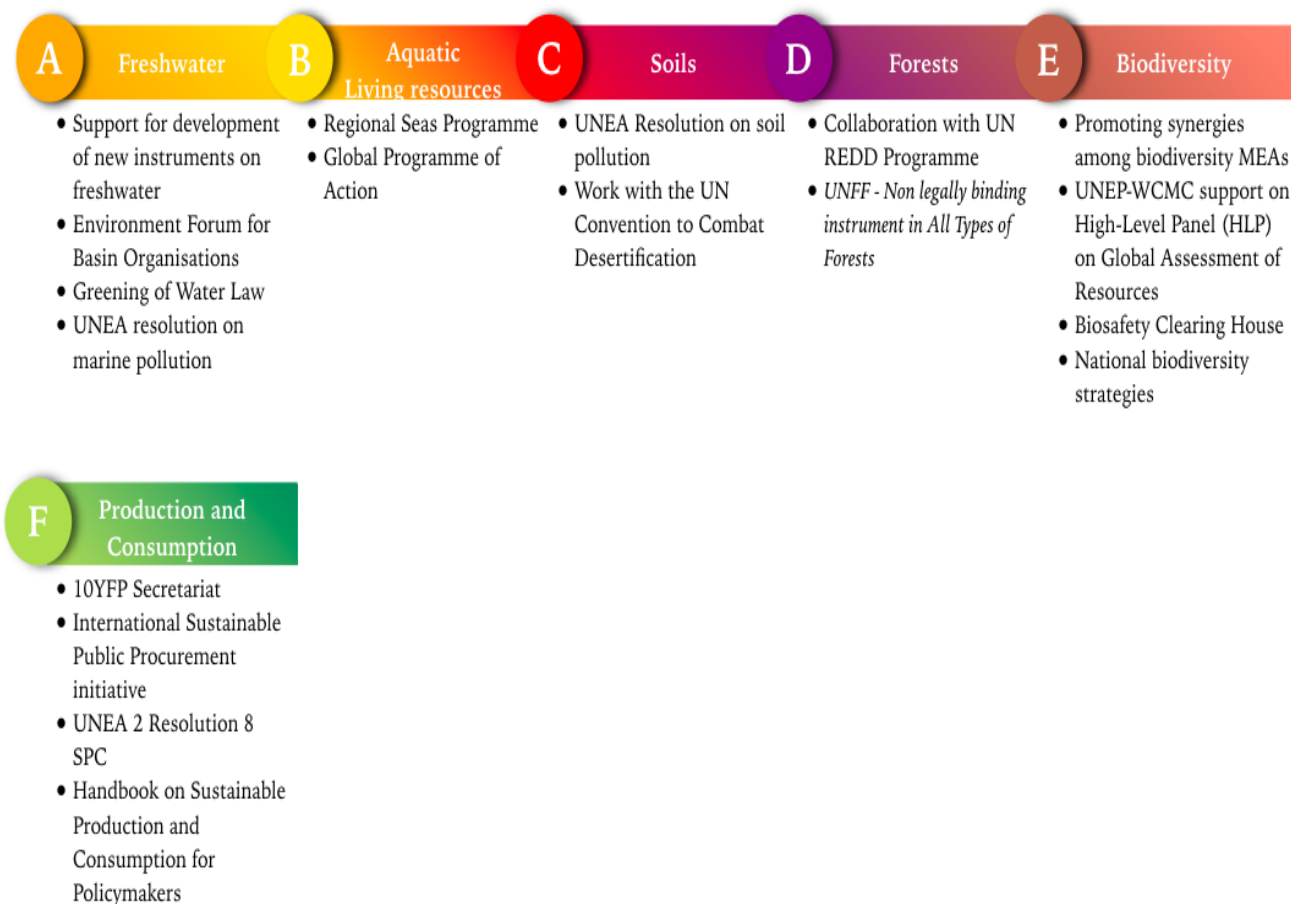 A
Freshwater
• Support for development
of new instruments on
freshwater
• Environment Forum for
Basin Organisations
• Greening of Water Law
• UNEA resolution on
marine pollution
B
Aquatic
Living resources
• Regional Seas Programme
• Global Programme of
Action
C
Soils
• UNEA Resolution on soil
pollution
• Work with the UN
Convention to Combat
Desertification
D
Forests
• Collaboration with UN
REDD Programme
• UNFF - Non legally binding
instrument in All Types of
Forests
E
Biodiversity
• Promoting synergies
among biodiversity MEAs
• UNEP-WCMC support on
High-Level Panel (HLP)
on Global Assessment of
Resources
• Biosafety Clearing House
• National biodiversity
strategies
F
Production and
Consumption
• 10YFP Secretariat
• International Sustainable
Public Procurement
initiative
• UNEA 2 Resolution 8
SPC
• Handbook on Sustainable
Production and
Consumption for
Policymakers